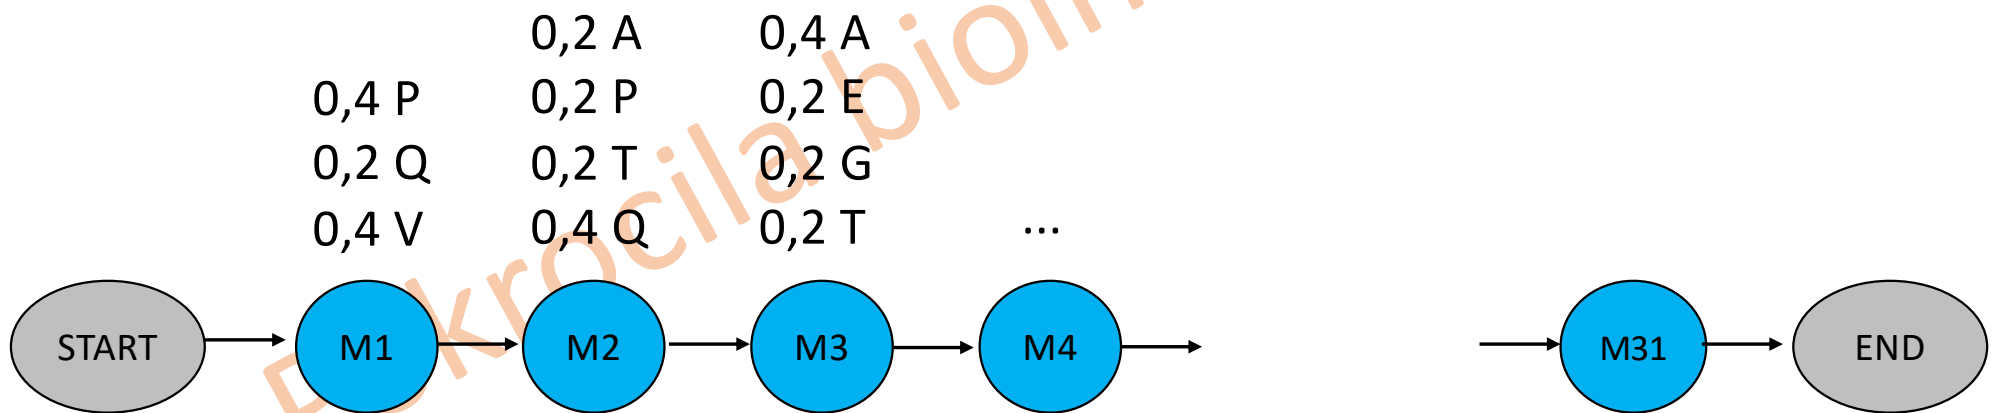 0,2 A 0,4 A
0,4 P 0,2 P 0,2 E
0,2 Q 0,2 T 0,2 G
0,4 V 0,4 Q 0,2 T ...
START M1 M2 M3 M4 M31 END